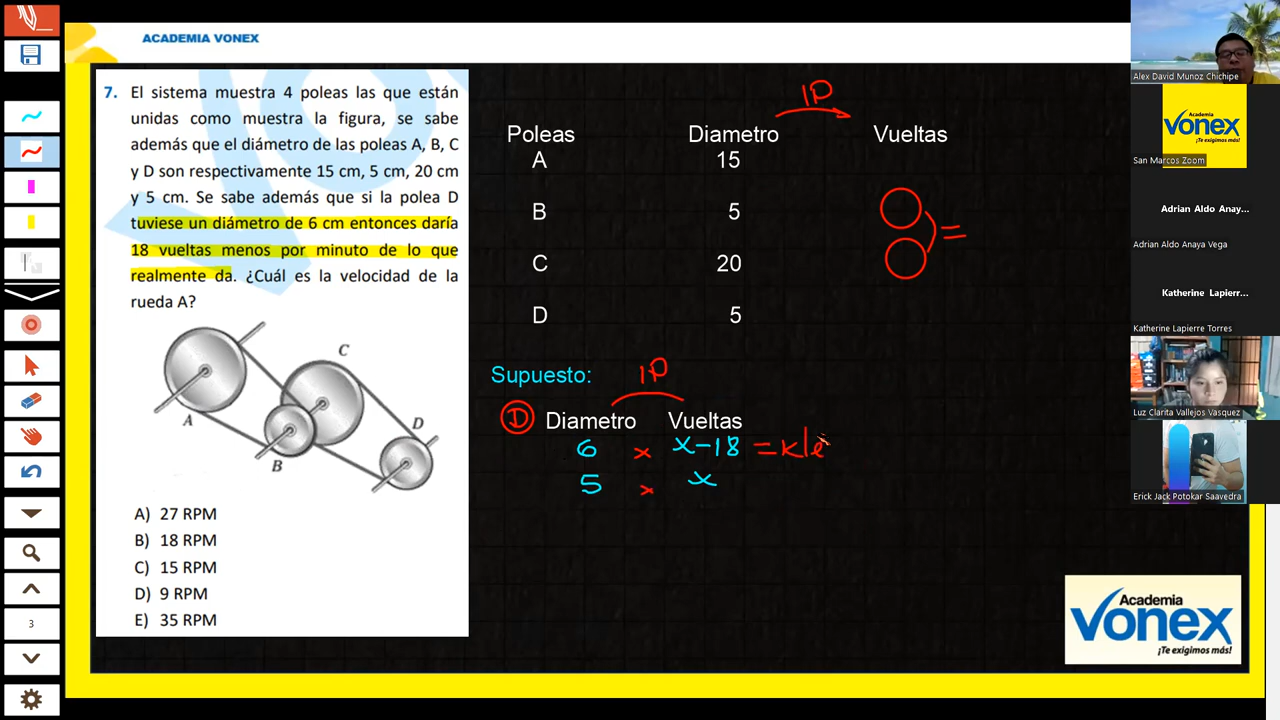 ACADEMIA VONEX
7. El sistema muestra 4 poleas las que están
unidas como muestra la figura, se sabe
además que el diámetro de las poleas A, B, C
y D son respectivamente 15 cm, 5 cm, 20 cm
y 5 cm. Se sabe además que si la polea D
tuviese un diámetro de 6 cm entonces daría
18 vueltas menos por minuto de lo que
realmente da. ¿Cuál es la velocidad de la
rueda A?
A
B
C
D
A) 27 RPM
B) 18 RPM
C) 15 RPM
D) 9 RPM
E) 35 RPM
IP
Poleas Diametro Vueltas
A 15
B 5
C 20
D 5
=
Supuesto:
IP
D Diametro Vueltas
6 x x-18 = kte
5 x x
Academia
Vonex
¡Te exigimos más!
3
Alex David Munoz Chichipe
Academia
Vonex
¡Te exigimos más!
San Marcos Zoom
Adrian Aldo Anay...
Adrian Aldo Anaya Vega
Katherine Lapierr...
Katherine Lapierre Torres
Luz Clarita Vallejos Vasquez
Erick Jack Potokar Saavedra